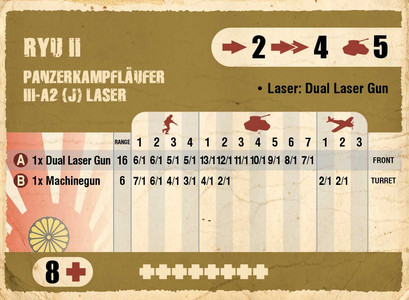 RYU II
2 4 5
PANZERKAMPFLÄUFER
III-A2 (J) LASER
• Laser: Dual Laser Gun
RANGE 1 2 3 4 1 2 3 4 5 6 7 1 2 3
A 1x Dual Laser Gun 16 6/1 6/1 5/1 5/1 13/1 12/1 11/1 10/1 9/1 8/1 7/1 FRONT
B 1x Machinegun 6 7/1 6/1 4/1 3/1 4/1 2/1 2/1 2/1 TURRET
8